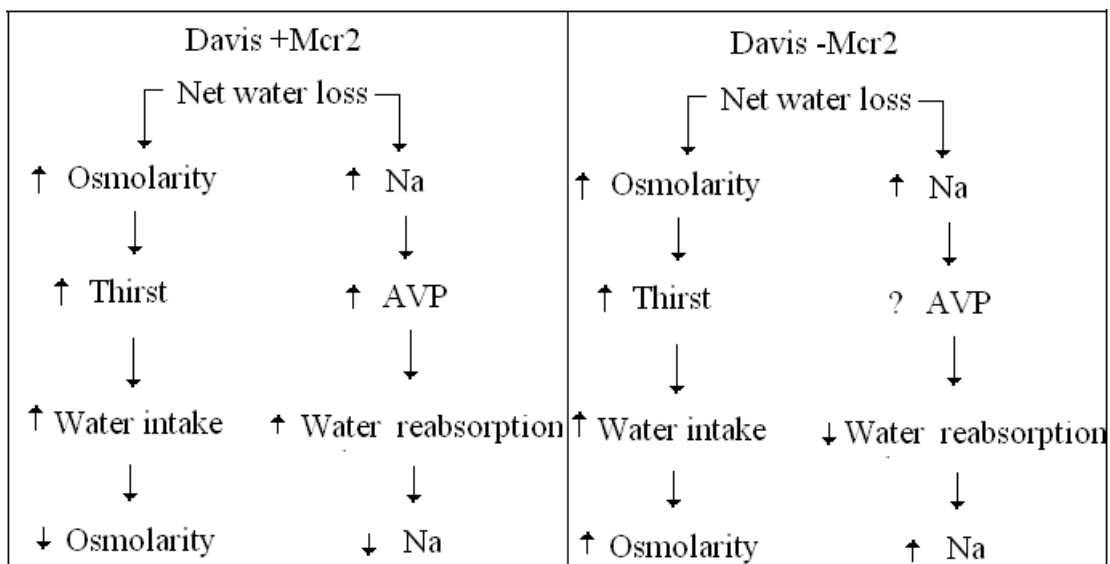 Davis +Mcr2
Net water loss
↑ Osmolarity ↑ Na
↑ Thirst ↑ AVP
↑ Water intake ↑ Water reabsorption
↓ Osmolarity ↓ Na
Davis -Mcr2
Net water loss
↑ Osmolarity ↑ Na
↑ Thirst ? AVP
↑ Water intake ↓ Water reabsorption
↑ Osmolarity ↑ Na